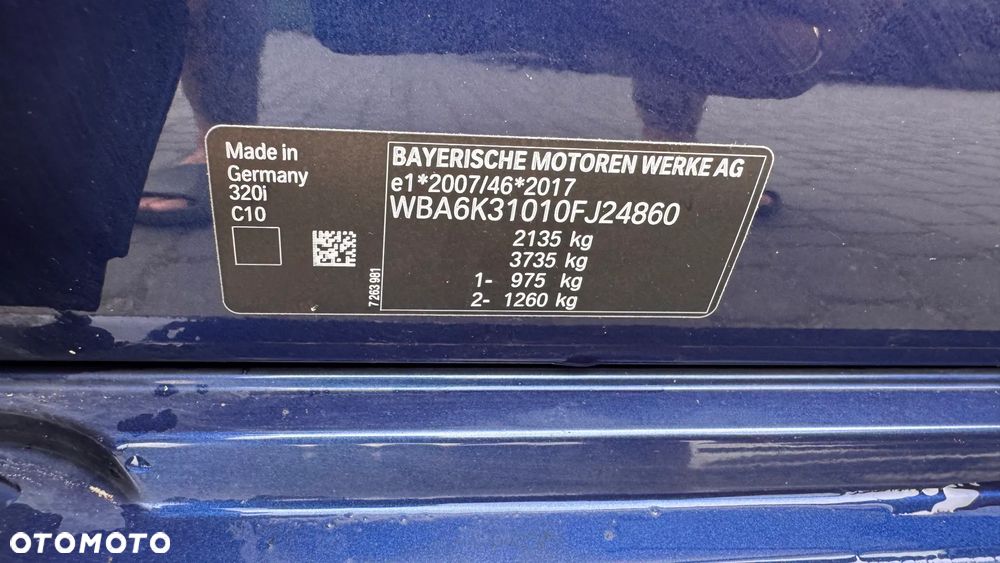 Made in
Germany
320i
C10
7 263 981
BAYERISCHE MOTOREN WERKE AG
e1*2007/46*2017
WBA6K31010FJ24860
2135 kg
3735 kg
1- 975 kg
2- 1260 kg
OTOMOTO